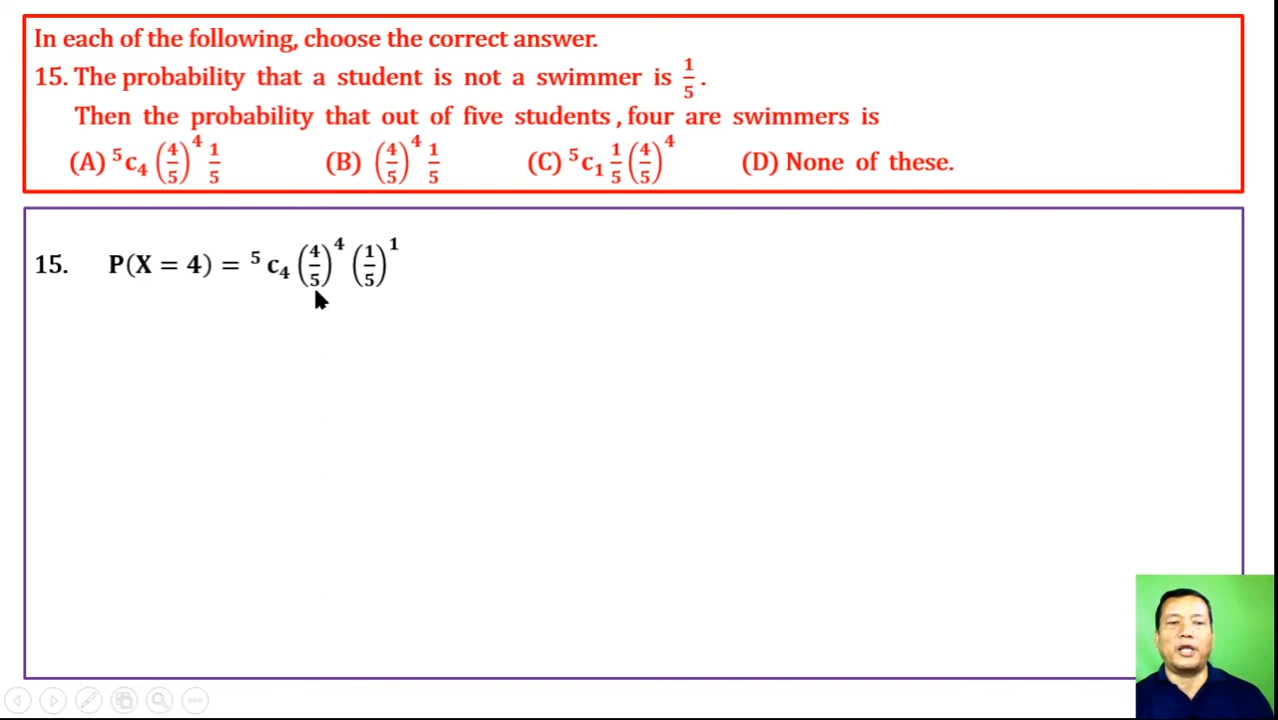 In each of the following, choose the correct answer.
15. The probability that a student is not a swimmer is 1/5 .
Then the probability that out of five students , four are swimmers is
(A) ⁵c₄ (4/5)⁴ 1/5 (B) (4/5)⁴ 1/5 (C) ⁵c₁ 1/5 (4/5)⁴ (D) None of these.
15. P(X = 4) = ⁵ c₄ (4/5)⁴ (1/5)¹